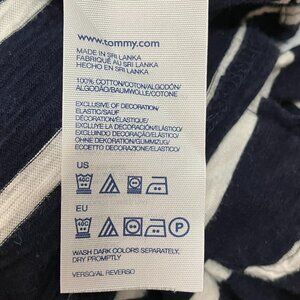 www.tommy.com
MADE IN SRI LANKA
FABRIQUÉ AU SRI LANKA
HECHO EN SRI LANKA
100% COTTON/COTON/ALGODÓN/
ALGODÃO/BAUMWOLLE/COTONE
EXCLUSIVE OF DECORATION/
ELASTIC/SAUF
DÉCORATION/ÉLASTIQUE/
EXCLUYE LA DECORACIÓN/ELÁSTICO/
EXCLUINDO DECORAÇÃO/ELÁSTICO/
OHNE DEKORATION/GUMMIZUG/
ECCETTO DECORAZIONE/ELASTICO
US
40C
EU
40C
P
WASH DARK COLORS SEPARATELY,
DRY PROMPTLY
VERSO/AL REVERSO